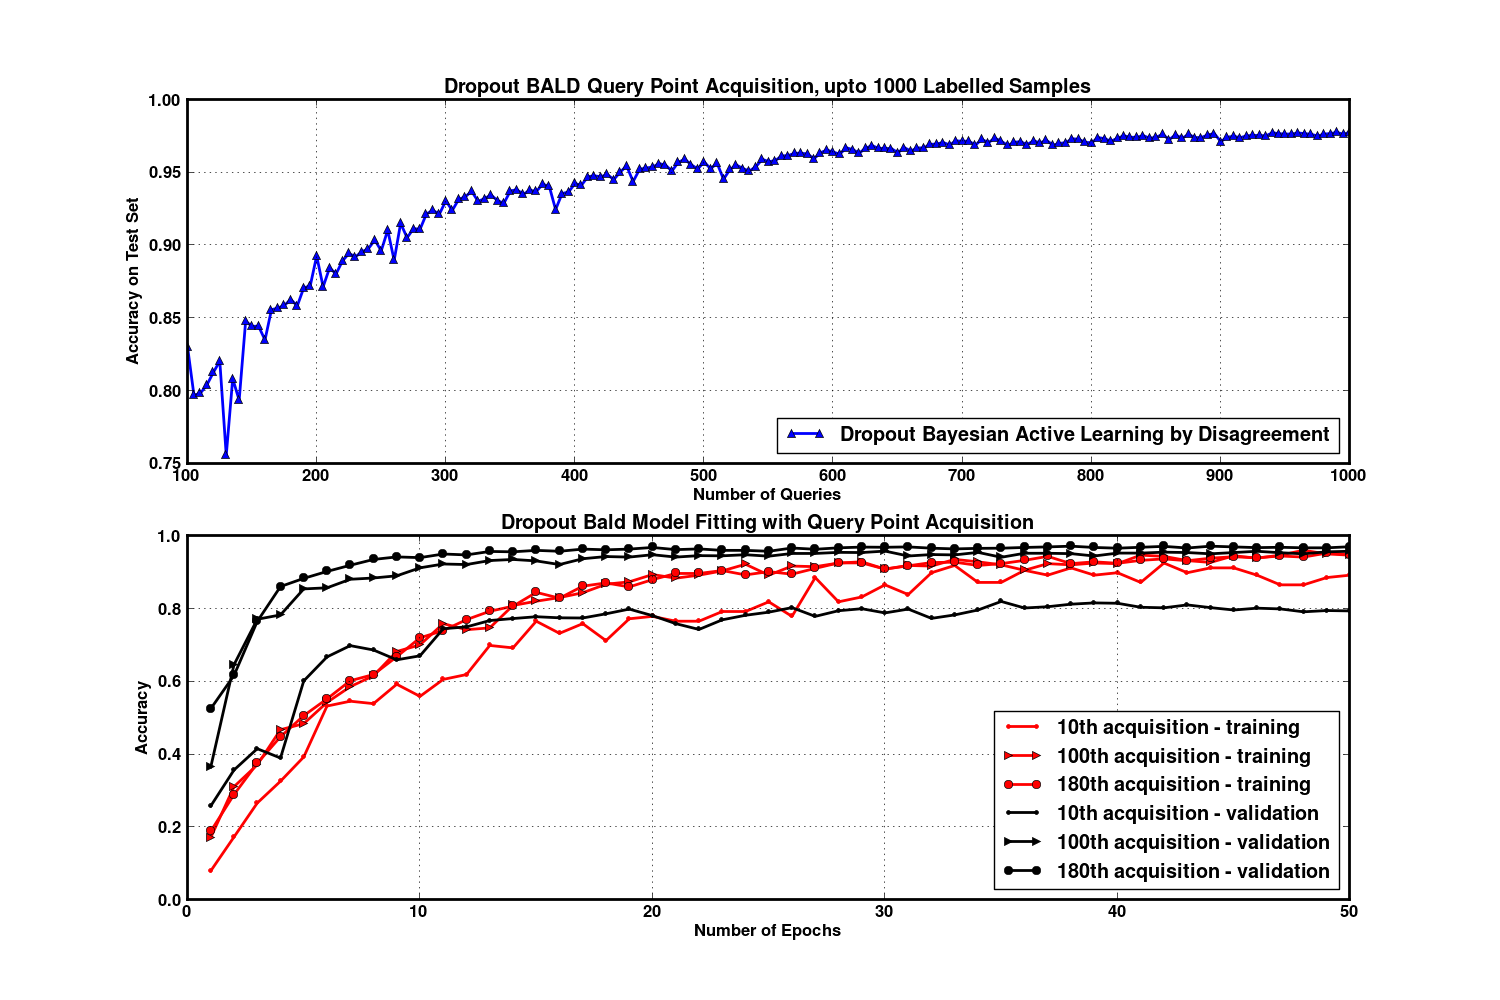 Dropout BALD Query Point Acquisition, upto 1000 Labelled Samples
1.00
0.95
0.90
0.85
0.80
0.75
Accuracy on Test Set
Dropout Bayesian Active Learning by Disagreement
100 200 300 400 500 600 700 800 900 1000
Number of Queries
Dropout Bald Model Fitting with Query Point Acquisition
1.0
0.8
0.6
0.4
0.2
0.0
Accuracy
10th acquisition - training
100th acquisition - training
180th acquisition - training
10th acquisition - validation
100th acquisition - validation
180th acquisition - validation
0 10 20 30 40 50
Number of Epochs